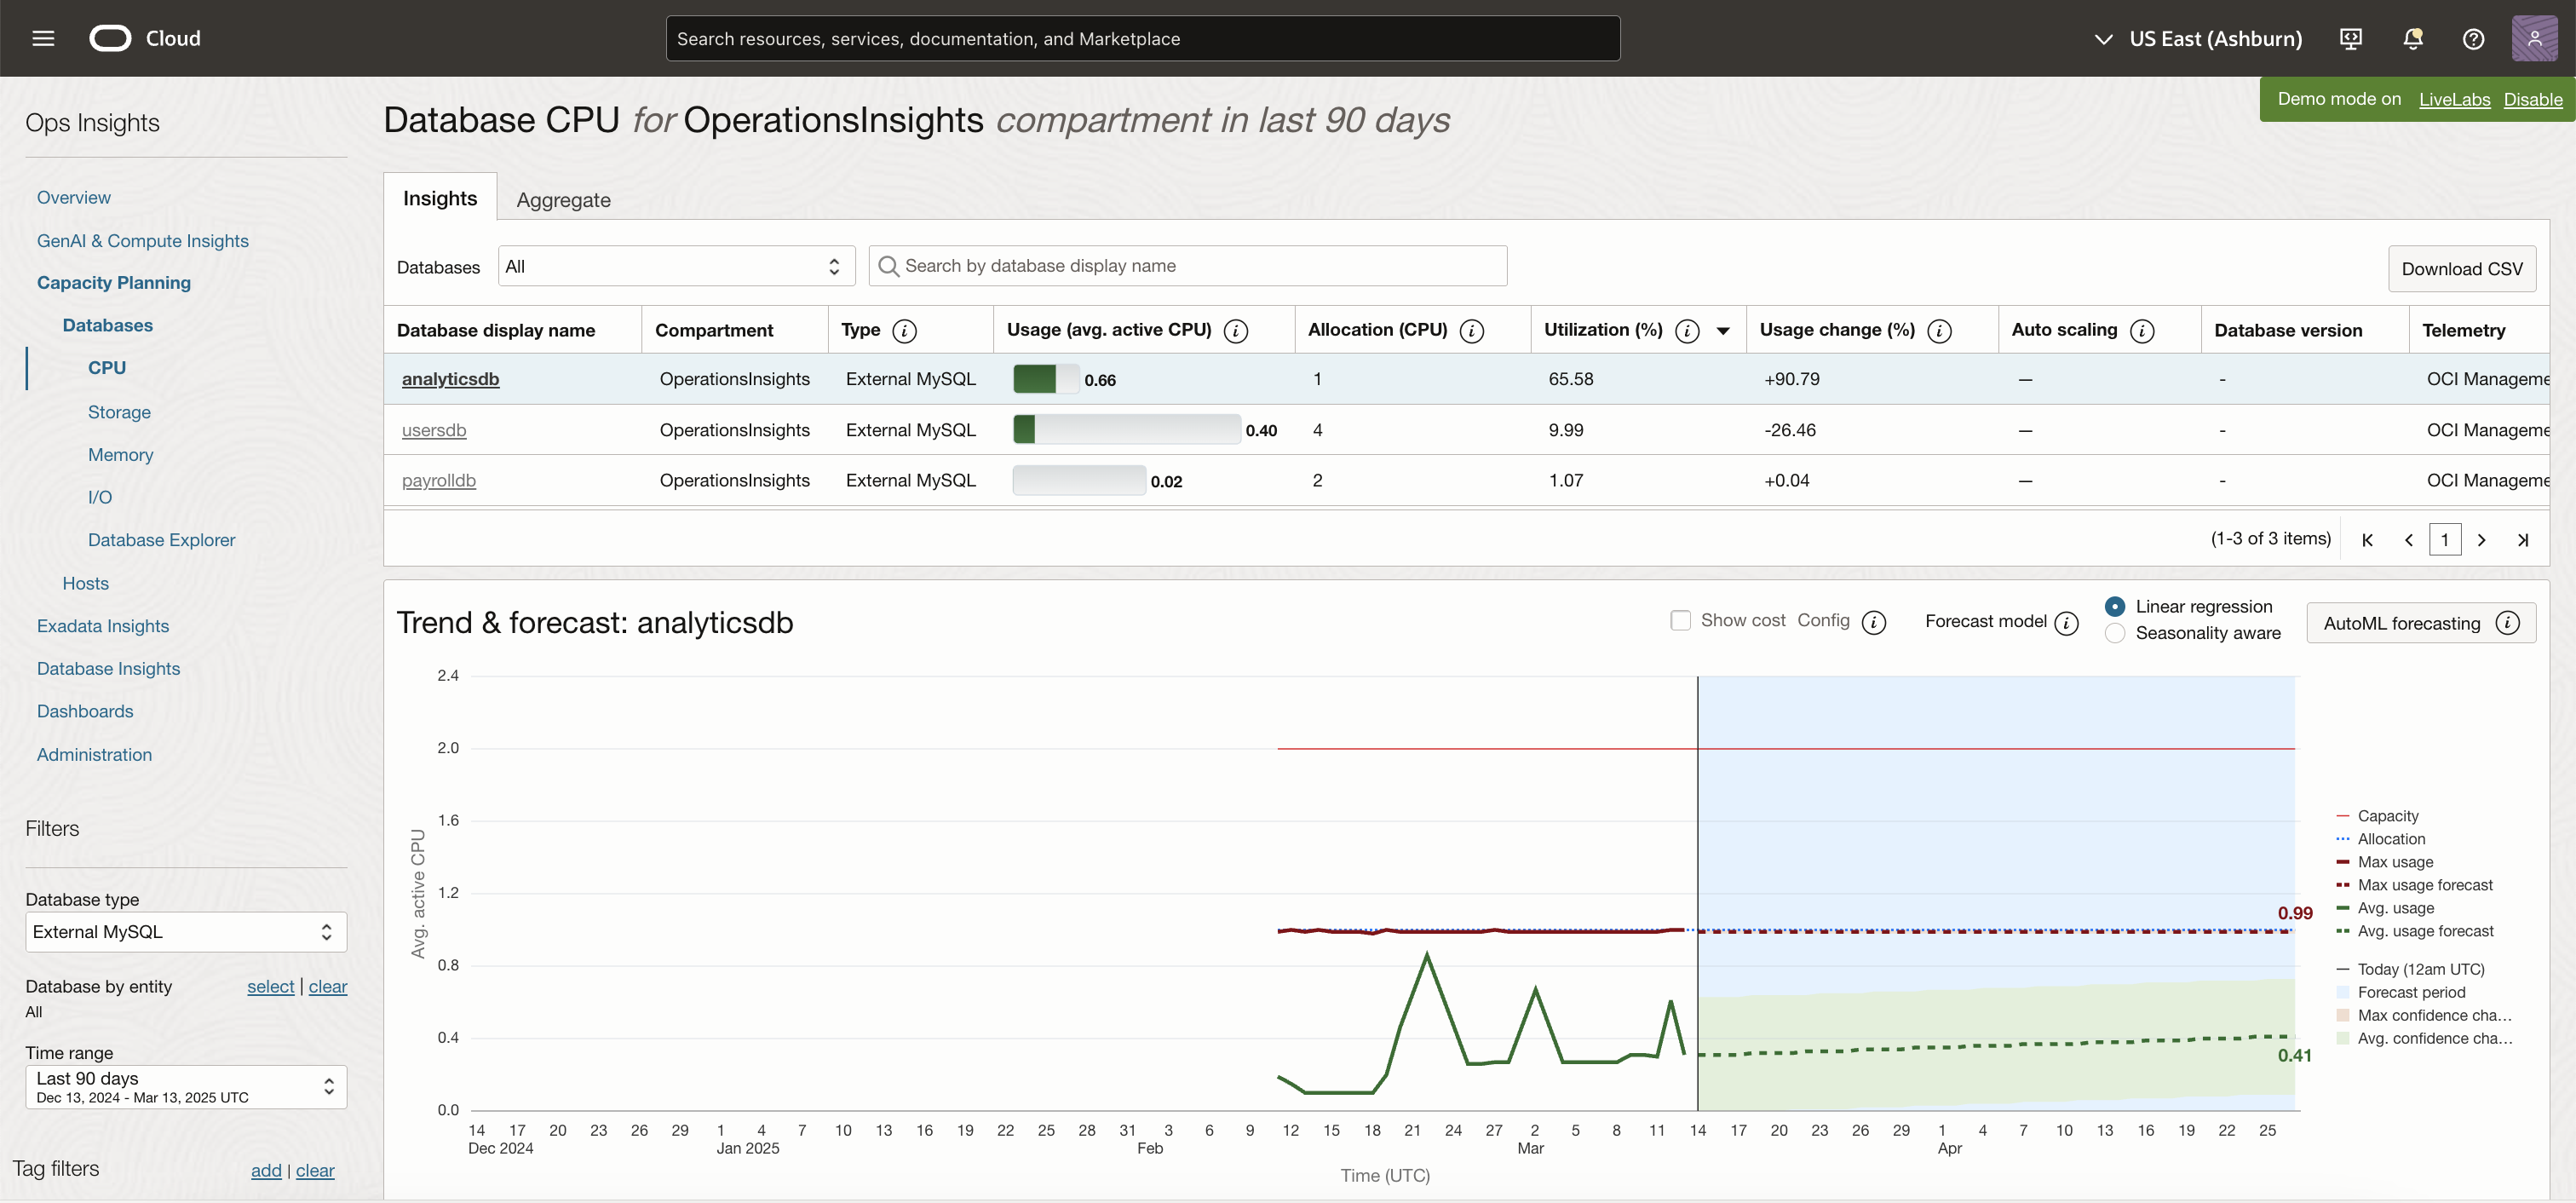 Cloud
Search resources, services, documentation, and Marketplace
US East (Ashburn)
Demo mode on LiveLabs Disable
Ops Insights
Overview
GenAI & Compute Insights
Capacity Planning
Databases
CPU
Storage
Memory
I/O
Database Explorer
Hosts
Exadata Insights
Database Insights
Dashboards
Administration
Filters
Database type
External MySQL
Database by entity select | clear
All
Time range
Last 90 days
Dec 13, 2024 - Mar 13, 2025 UTC
Tag filters add | clear
Database CPU for OperationsInsights compartment in last 90 days
Insights Aggregate
Databases All Search by database display name Download CSV
Database display name Compartment Type Usage (avg. active CPU) Allocation (CPU) Utilization (%) Usage change (%) Auto scaling Database version Telemetry
analyticsdb OperationsInsights External MySQL 0.66 1 65.58 +90.79 — - OCI Manageme
usersdb OperationsInsights External MySQL 0.40 4 9.99 -26.46 — - OCI Manageme
payrolldb OperationsInsights External MySQL 0.02 2 1.07 +0.04 — - OCI Manageme
(1-3 of 3 items) 1
Trend & forecast: analyticsdb
Show cost Config Forecast model
Linear regression
Seasonality aware
AutoML forecasting
Avg. active CPU
2.4
2.0
1.6
1.2
0.8
0.4
0.0
0.99
0.41
14 17 20 23 26 29 1 4 7 10 13 16 19 22 25 28 31 3 6 9 12 15 18 21 24 27 2 5 8 11 14 17 20 23 26 29 1 4 7 10 13 16 19 22 25
Dec 2024 Jan 2025 Feb Mar Apr
Time (UTC)
Capacity
Allocation
Max usage
Max usage forecast
Avg. usage
Avg. usage forecast
Today (12am UTC)
Forecast period
Max confidence cha...
Avg. confidence cha...